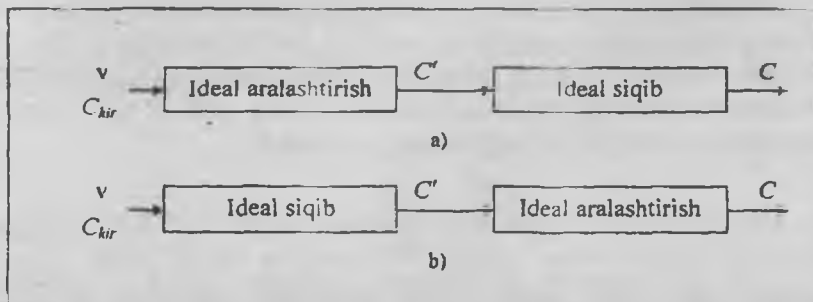 ν C' C
Ideal aralashtirish Ideal siqib
C_kir
a)
ν C' C
Ideal siqib Ideal aralashtirish
C_kir
b)